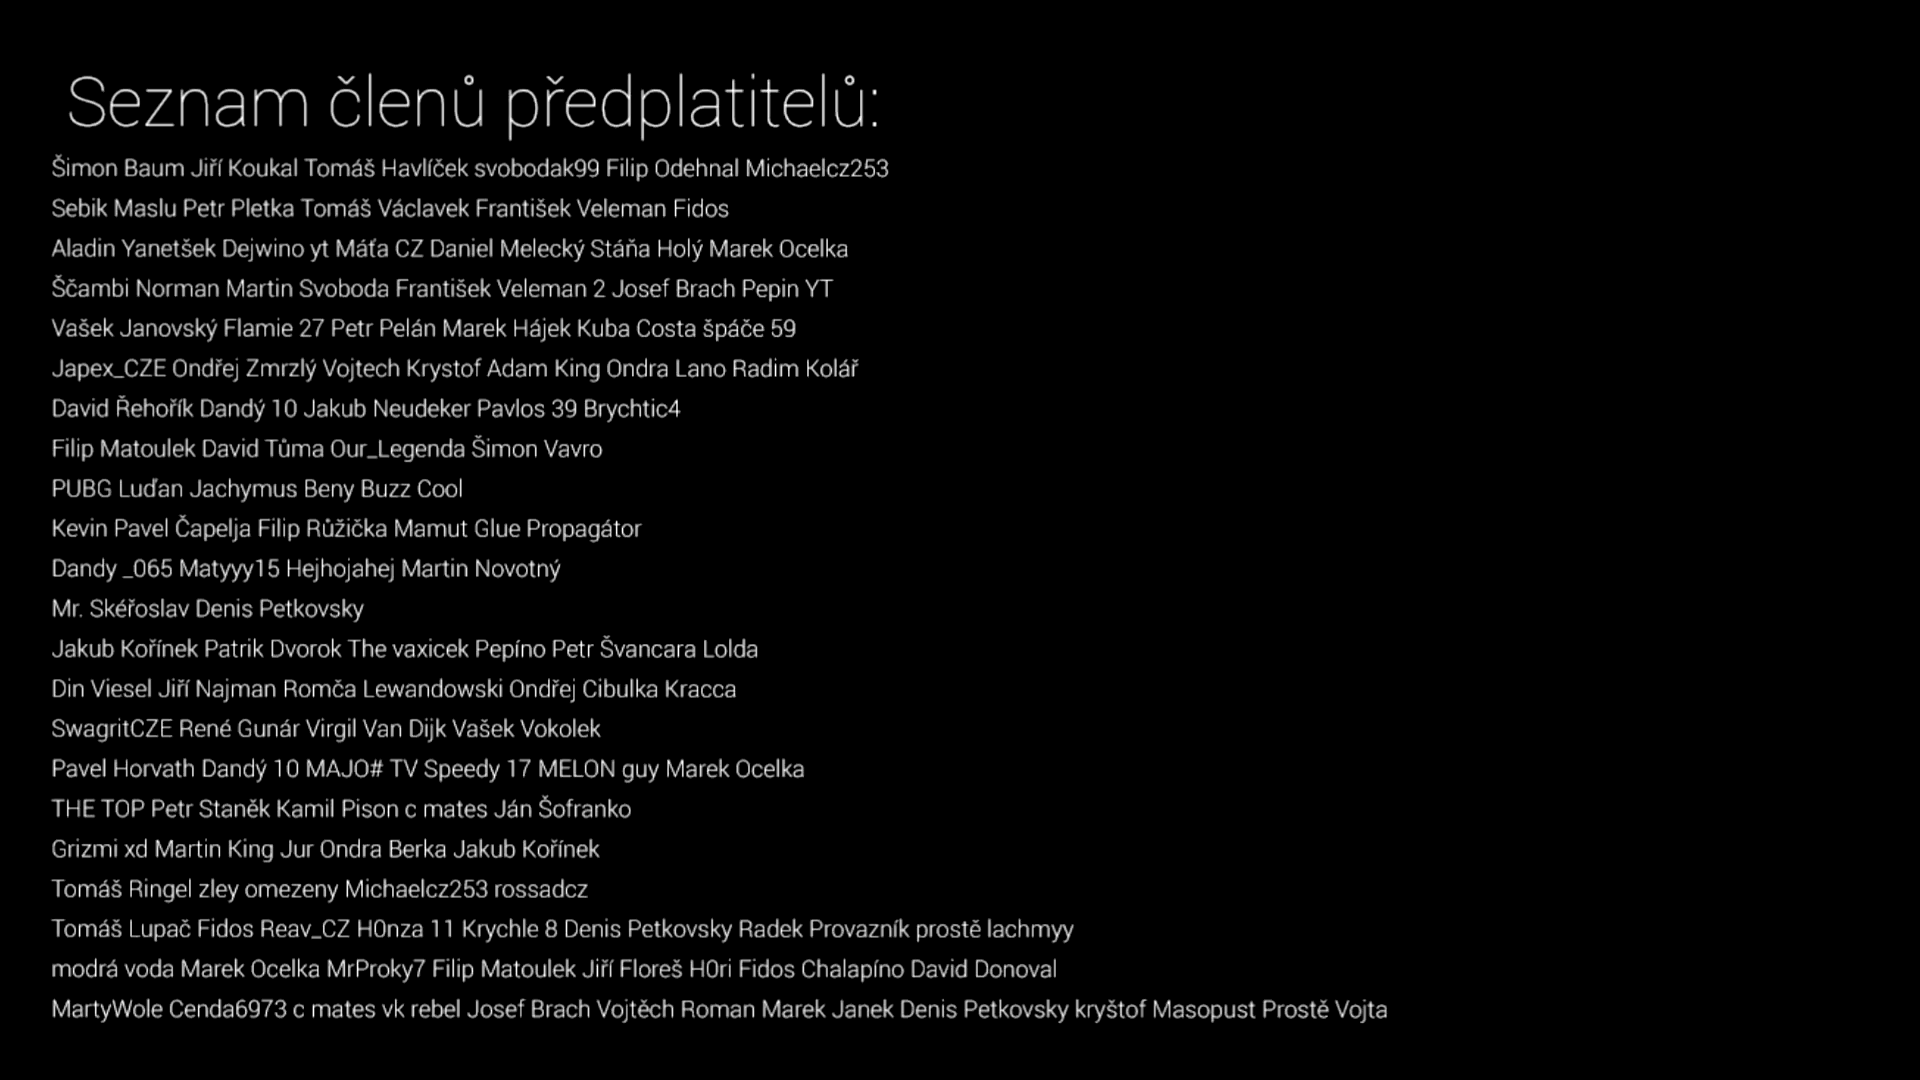 Seznam členů předplatitelů:
Šimon Baum Jiří Koukal Tomáš Havlíček svobodak99 Filip Odehnal Michaelcz253
Sebik Maslu Petr Pletka Tomáš Václavek František Veleman Fidos
Aladin Yanetšek Dejwino yt Máťa CZ Daniel Melecký Stáňa Holý Marek Ocelka
Ščambi Norman Martin Svoboda František Veleman 2 Josef Brach Pepin YT
Vašek Janovský Flamie 27 Petr Pelán Marek Hájek Kuba Costa špáče 59
Japex_CZE Ondřej Zmrzlý Vojtech Krystof Adam King Ondra Lano Radim Kolář
David Řehořík Dandý 10 Jakub Neudeker Pavlos 39 Brychtic4
Filip Matoulek David Tůma Our_Legenda Šimon Vavro
PUBG Luďan Jachymus Beny Buzz Cool
Kevin Pavel Čapelja Filip Růžička Mamut Glue Propagátor
Dandy _065 Matyyy15 Hejhojahej Martin Novotný
Mr. Skéřoslav Denis Petkovsky
Jakub Kořínek Patrik Dvorok The vaxicek Pepíno Petr Švancara Lolda
Din Viesel Jiří Najman Romča Lewandowski Ondřej Cibulka Kracca
SwagritCZE René Gunár Virgil Van Dijk Vašek Vokolek
Pavel Horvath Dandý 10 MAJO# TV Speedy 17 MELON guy Marek Ocelka
THE TOP Petr Staněk Kamil Pison c mates Ján Šofranko
Grizmi xd Martin King Jur Ondra Berka Jakub Kořínek
Tomáš Ringel zley omezeny Michaelcz253 rossadcz
Tomáš Lupač Fidos Reav_CZ H0nza 11 Krychle 8 Denis Petkovsky Radek Provazník prostě lachmyy
modrá voda Marek Ocelka MrProky7 Filip Matoulek Jiří Floreš H0ri Fidos Chalapíno David Donoval
MartyWole Cenda6973 c mates vk rebel Josef Brach Vojtěch Roman Marek Janek Denis Petkovsky kryštof Masopust Prostě Vojta